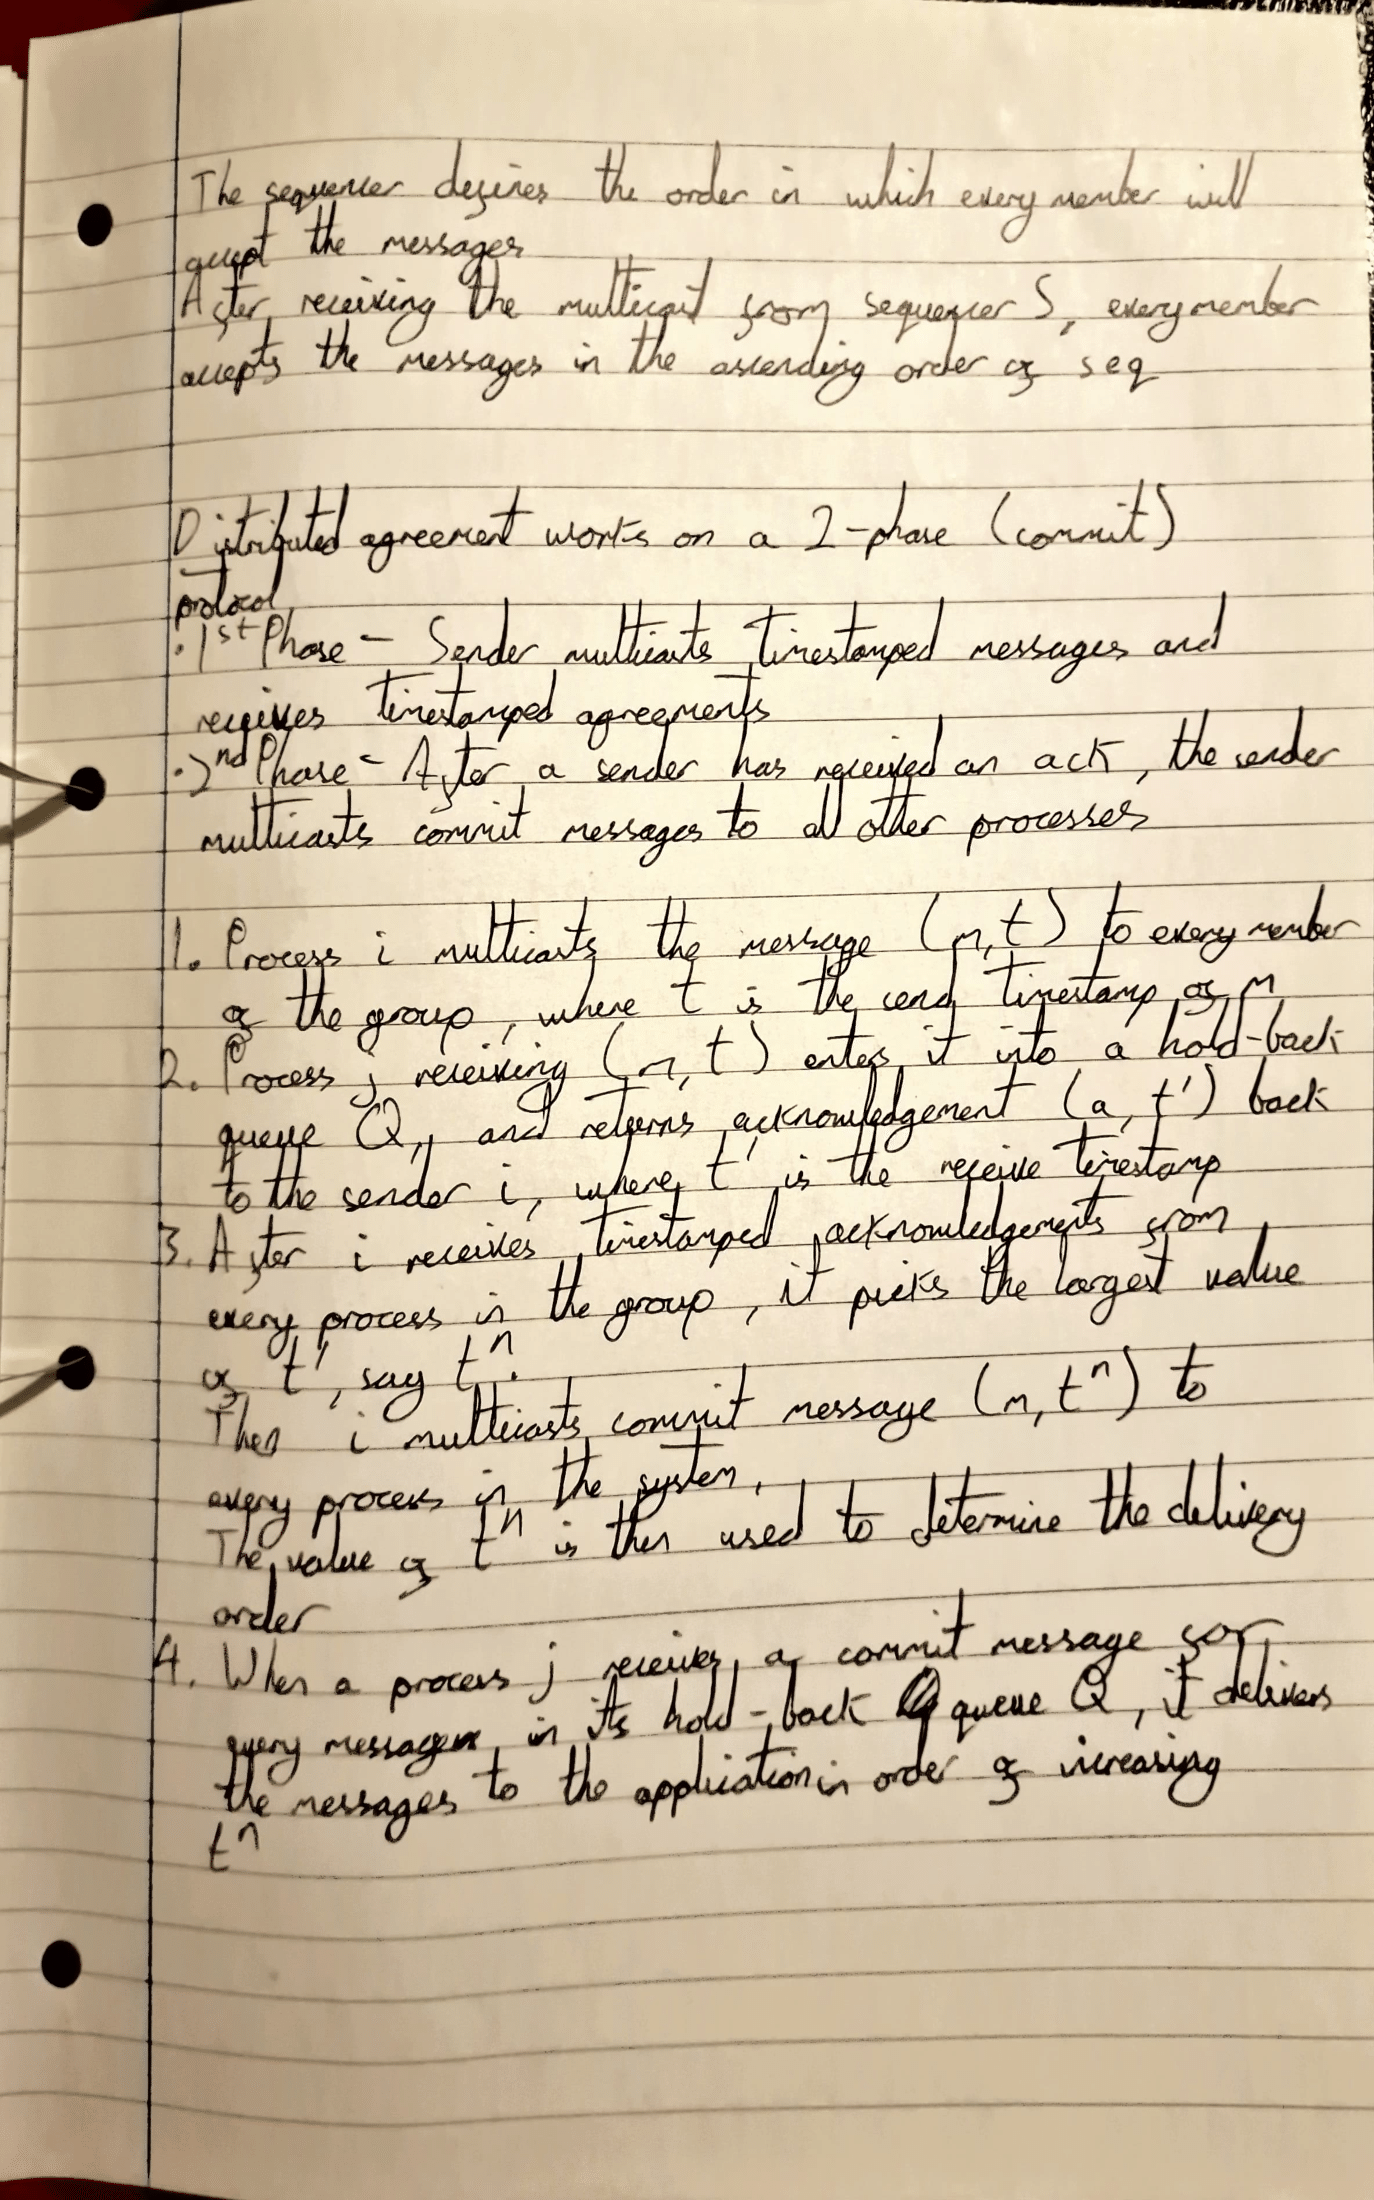 The sequencer defines the order in which every member will
accept the messages
After receiving the multicast from sequencer S, every member
accepts the messages in the ascending order of seq
Distributed agreement works on a 2-phase (commit)
protocol
· 1st Phase - Sender multicasts timestamped messages and
receives timestamped agreements
· 2nd Phase - After a sender has received an ack, the sender
multicasts commit messages to all other processes
1. Process i multicasts the message (m, t) to every member
of the group, where t is the send timestamp of m
2. Process j receiving (m, t) enters it into a hold-back
queue Q, and returns acknowledgement (a, t') back
to the sender i, where t' is the receive timestamp
3. After i receives timestamped acknowledgements from
every process in the group, it picks the largest value
of t', say tⁿ.
Then i multicasts commit message (m, tⁿ) to
every process in the system.
The value of tⁿ is then used to determine the delivery
order
4. When a process j receives a commit message for
every message in its hold-back queue Q, it delivers
the messages to the application in order of increasing
tⁿ